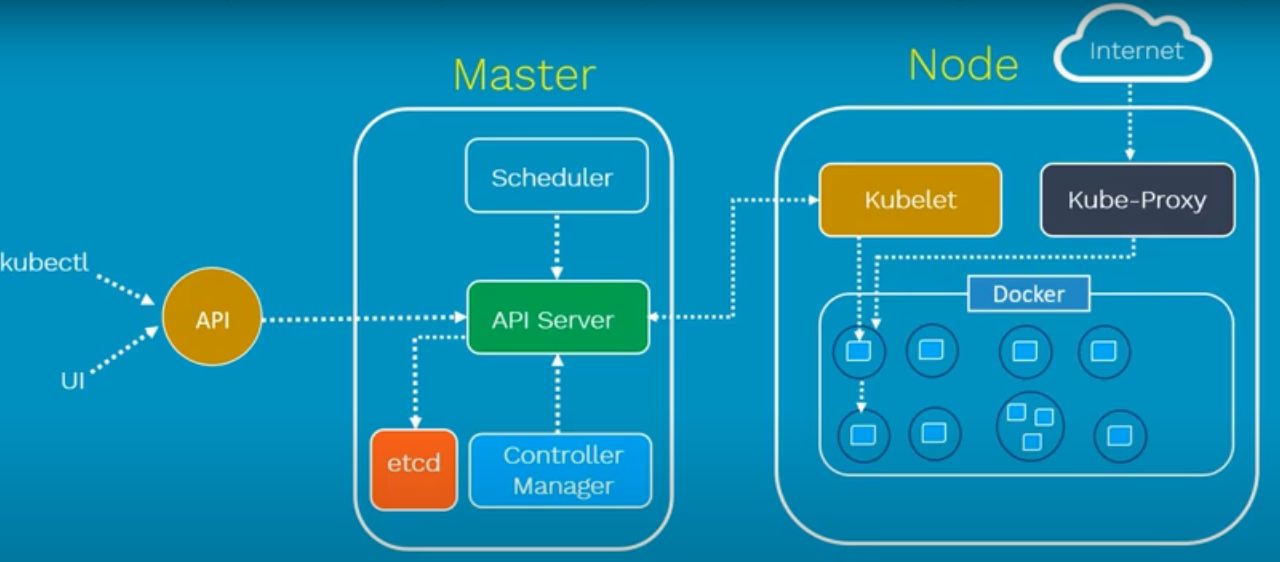 Master
Node
Internet
Scheduler
Kubelet
Kube-Proxy
kubectl
API
API Server
Docker
UI
etcd
Controller
Manager